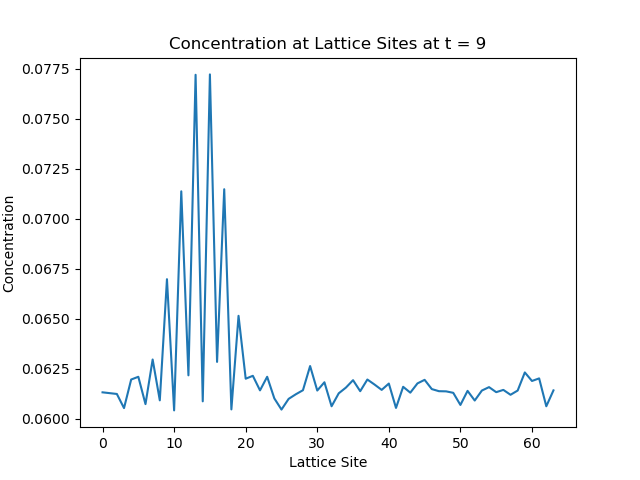 Concentration at Lattice Sites at t = 9
0.0775
0.0750
0.0725
0.0700
0.0675
0.0650
0.0625
0.0600
Concentration
0 10 20 30 40 50 60
Lattice Site